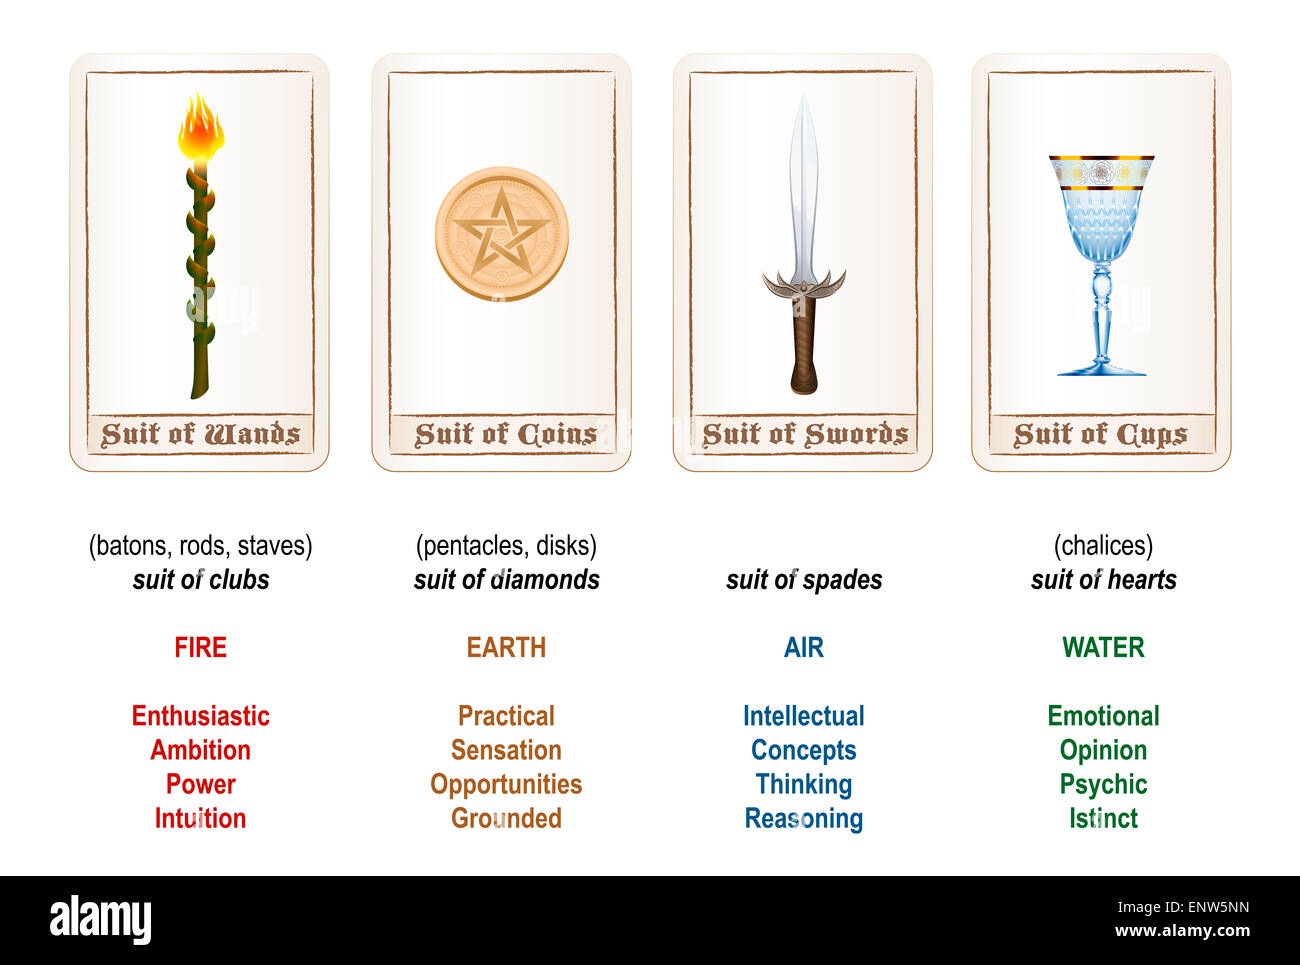 Suit of Wands
(batons, rods, staves)
suit of clubs
FIRE
Enthusiastic
Ambition
Power
Intuition
Suit of Coins
(pentacles, disks)
suit of diamonds
EARTH
Practical
Sensation
Opportunities
Grounded
Suit of Swords
suit of spades
AIR
Intellectual
Concepts
Thinking
Reasoning
Suit of Cups
(chalices)
suit of hearts
WATER
Emotional
Opinion
Psychic
Istinct
alamy
Image ID: ENW5NN
www.alamy.com